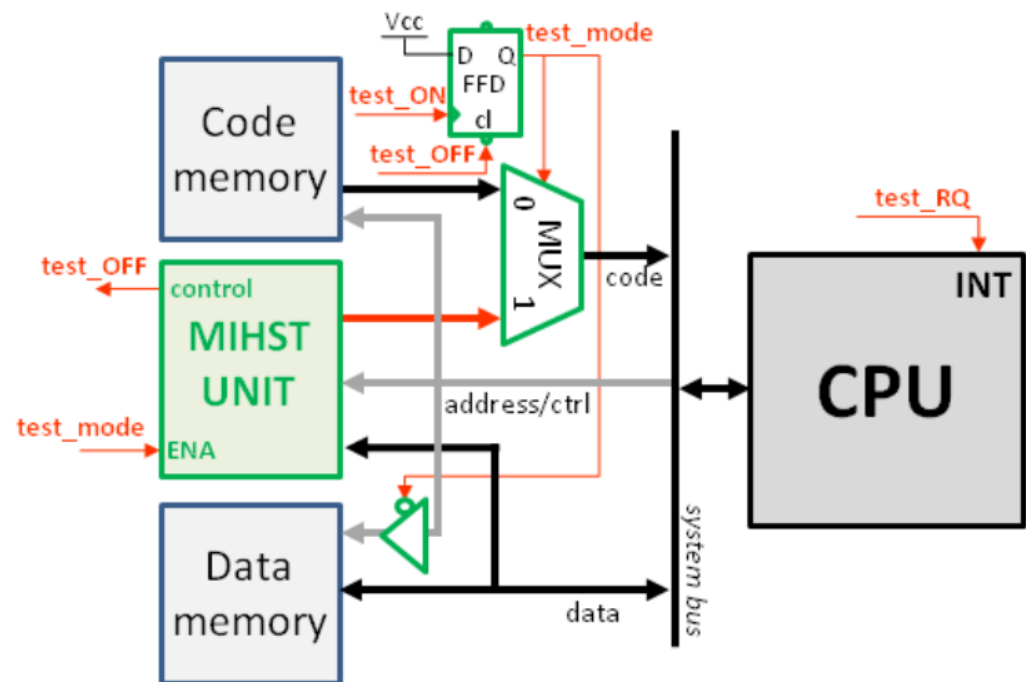 Vcc
test_mode
D Q
FFD
test_ON
cl
test_OFF
Code
memory
0
MUX
1
code
test_RQ
INT
CPU
test_OFF
control
MIHST
UNIT
address/ctrl
test_mode
ENA
system bus
Data
memory
data